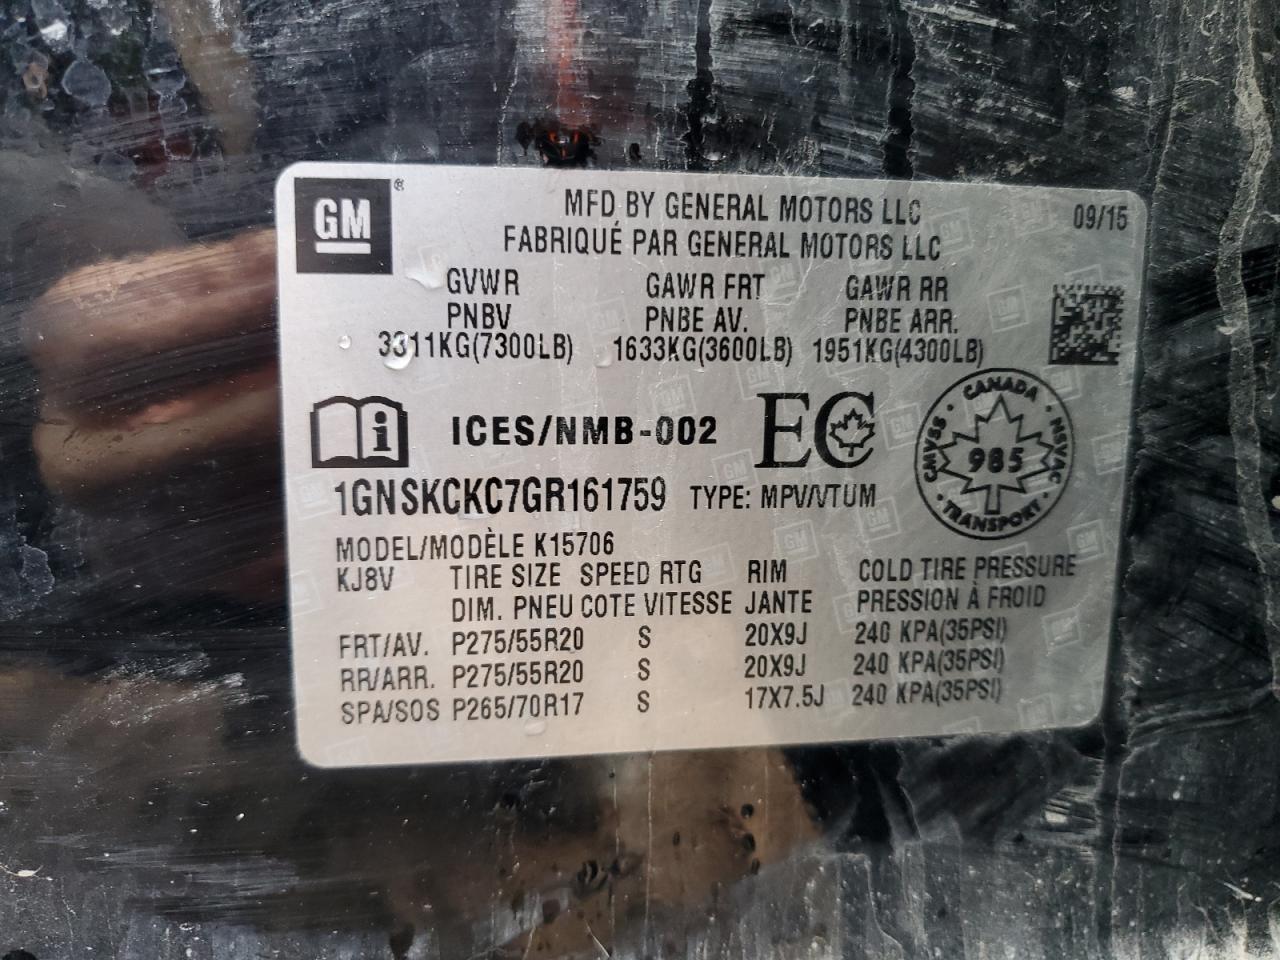 GM®
MFD BY GENERAL MOTORS LLC 09/15
FABRIQUÉ PAR GENERAL MOTORS LLC
GVWR GAWR FRT GAWR RR
PNBV PNBE AV. PNBE ARR.
3311KG(7300LB) 1633KG(3600LB) 1951KG(4300LB)
i ICES/NMB-002 EC
CANADA
CMVSS 985 NSVAC
TRANSPORT
1GNSKCKC7GR161759 TYPE: MPV/VTUM
MODEL/MODÈLE K15706
KJ8V TIRE SIZE SPEED RTG RIM COLD TIRE PRESSURE
DIM. PNEU COTE VITESSE JANTE PRESSION À FROID
FRT/AV. P275/55R20 S 20X9J 240 KPA(35PSI)
RR/ARR. P275/55R20 S 20X9J 240 KPA(35PSI)
SPA/SOS P265/70R17 S 17X7.5J 240 KPA(35PSI)